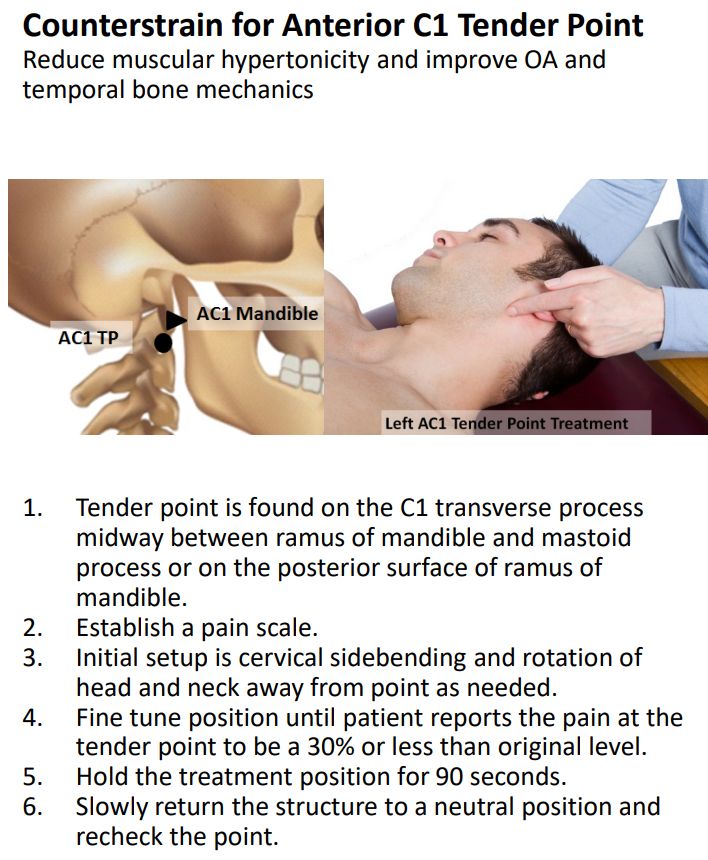 Counterstrain for Anterior C1 Tender Point
Reduce muscular hypertonicity and improve OA and
temporal bone mechanics
AC1 Mandible
AC1 TP
Left AC1 Tender Point Treatment
1. Tender point is found on the C1 transverse process
midway between ramus of mandible and mastoid
process or on the posterior surface of ramus of
mandible.
2. Establish a pain scale.
3. Initial setup is cervical sidebending and rotation of
head and neck away from point as needed.
4. Fine tune position until patient reports the pain at the
tender point to be a 30% or less than original level.
5. Hold the treatment position for 90 seconds.
6. Slowly return the structure to a neutral position and
recheck the point.